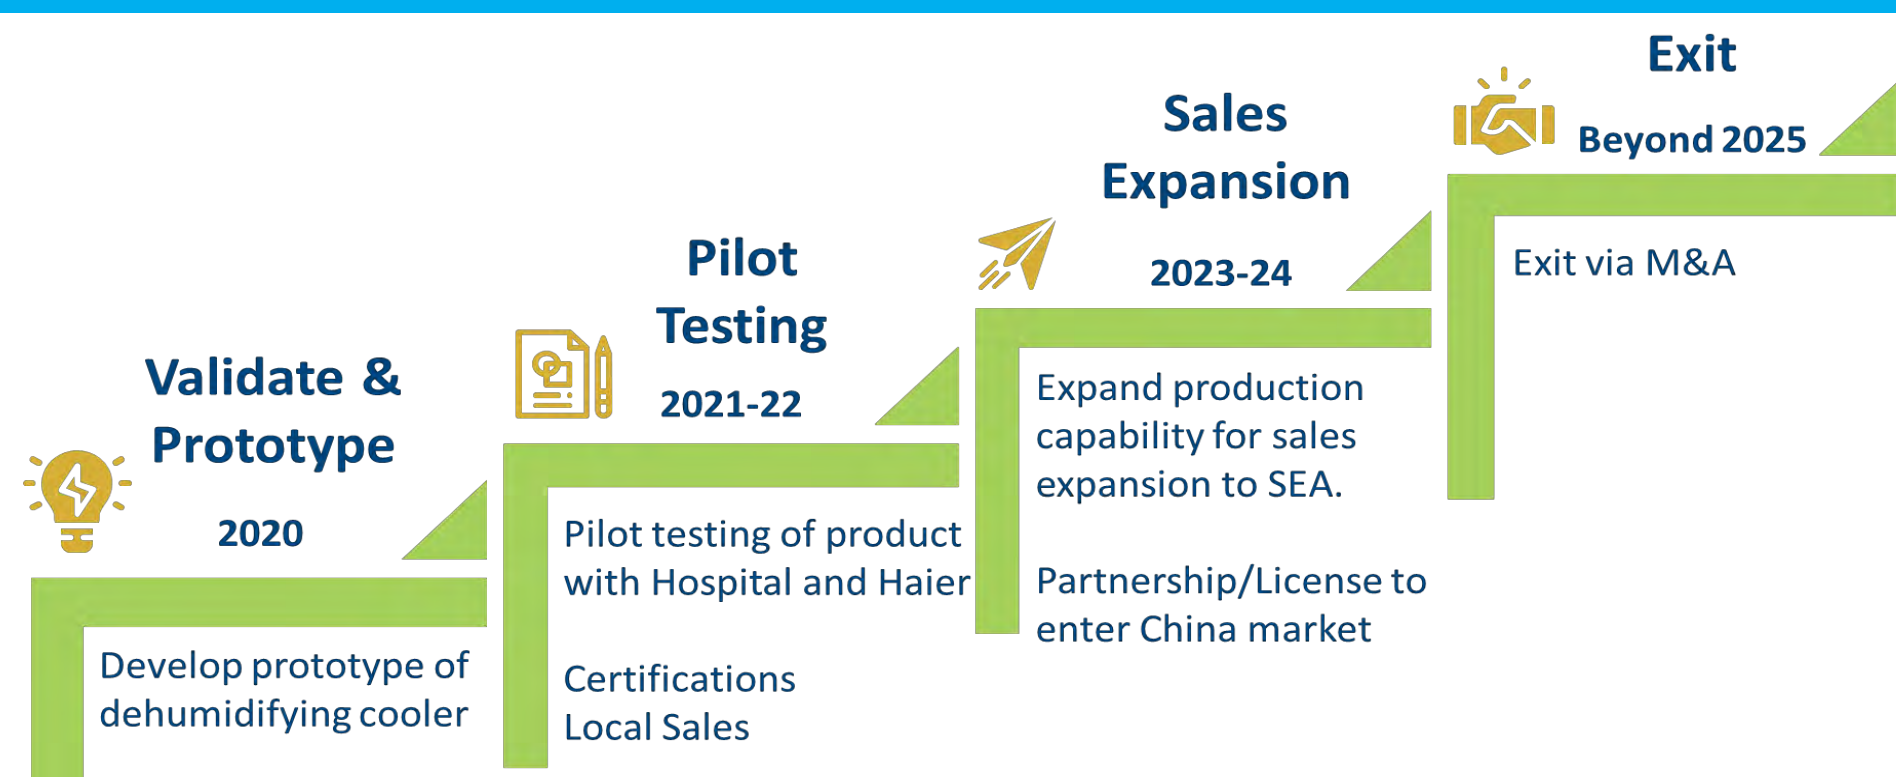 Validate &
Prototype
2020
Develop prototype of
dehumidifying cooler
Pilot
Testing
2021-22
Pilot testing of product
with Hospital and Haier
Certifications
Local Sales
Sales
Expansion
2023-24
Expand production
capability for sales
expansion to SEA.
Partnership/License to
enter China market
Exit
Beyond 2025
Exit via M&A